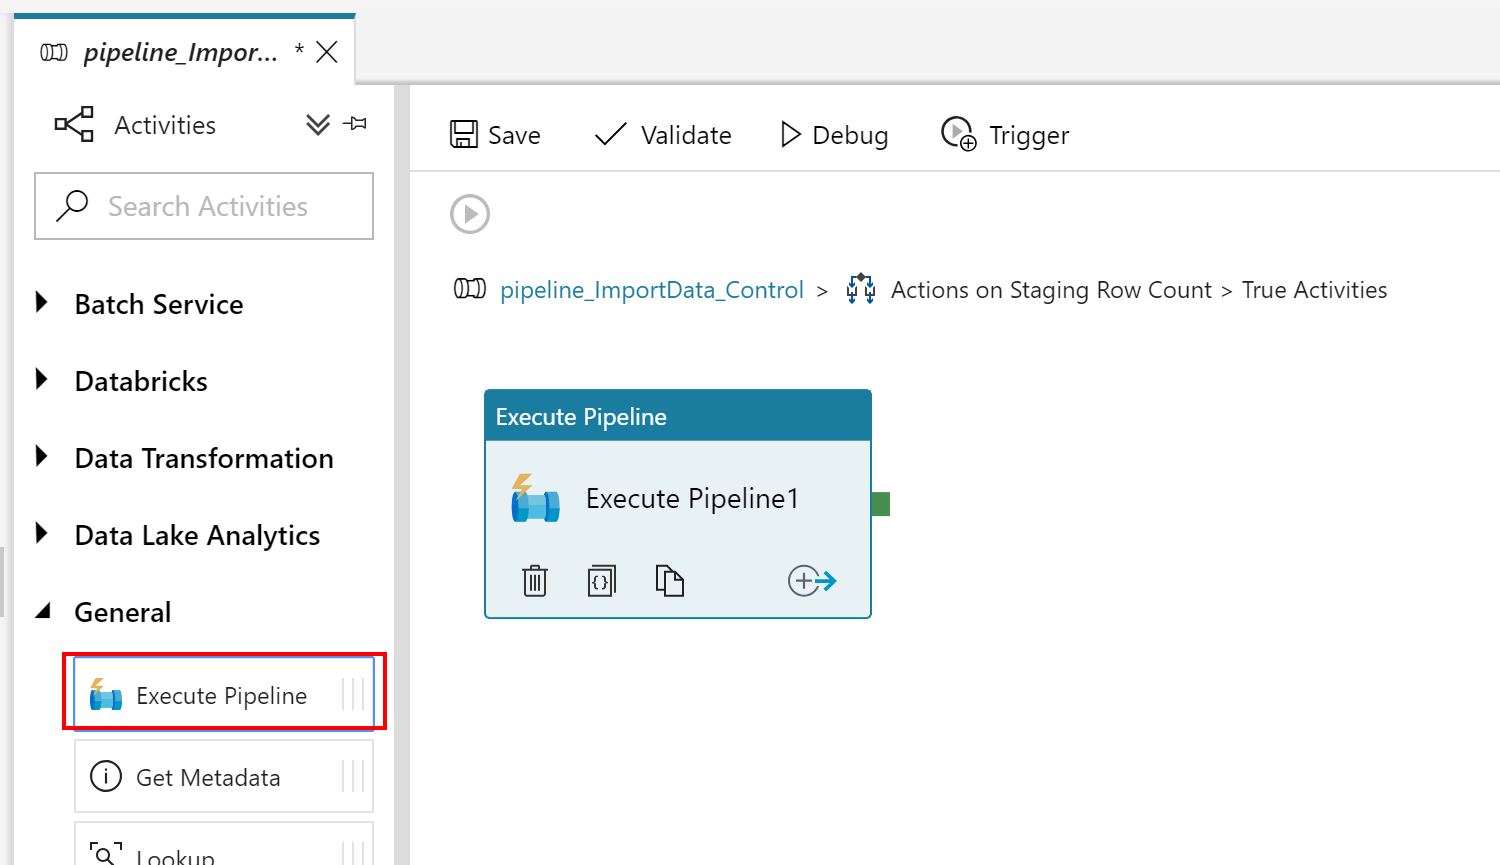 pipeline_Impor... *
Activities
Search Activities
Batch Service
Databricks
Data Transformation
Data Lake Analytics
General
Execute Pipeline
Get Metadata
Lookup
Save
Validate
Debug
Trigger
pipeline_ImportData_Control > Actions on Staging Row Count > True Activities
Execute Pipeline
Execute Pipeline1